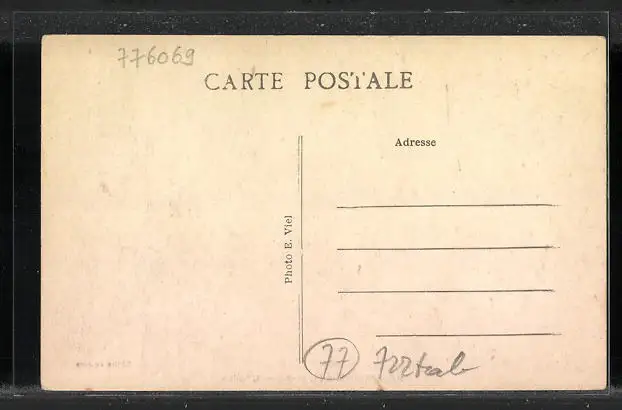 776069
CARTE POSTALE
Adresse
Photo E. Viel
77